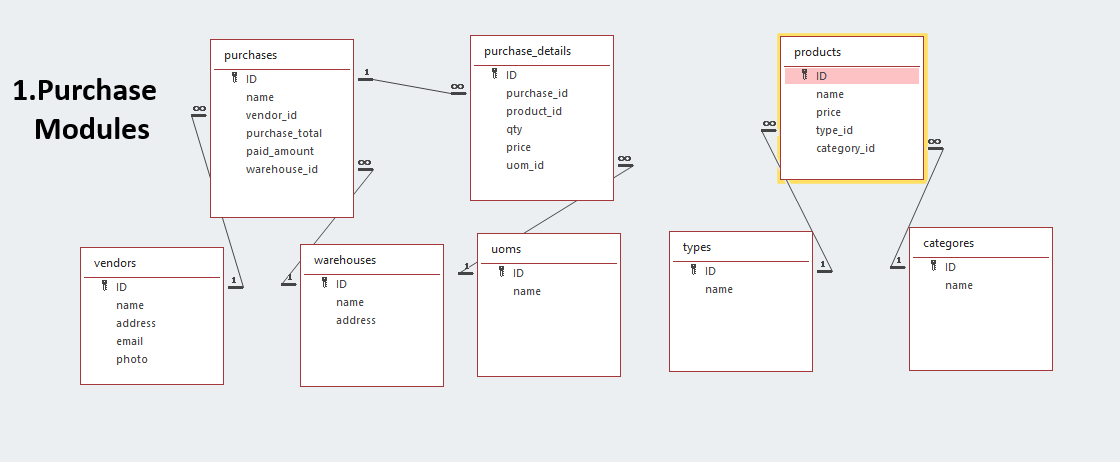 1.Purchase
Modules
purchases
ID
name
vendor_id
purchase_total
paid_amount
warehouse_id
1
∞
∞
∞
purchase_details
ID
purchase_id
product_id
qty
price
uom_id
∞
products
ID
name
price
type_id
category_id
∞
∞
vendors
ID
name
address
email
photo
1
warehouses
ID
name
address
1
uoms
ID
name
1
types
ID
name
1
categores
ID
name
1